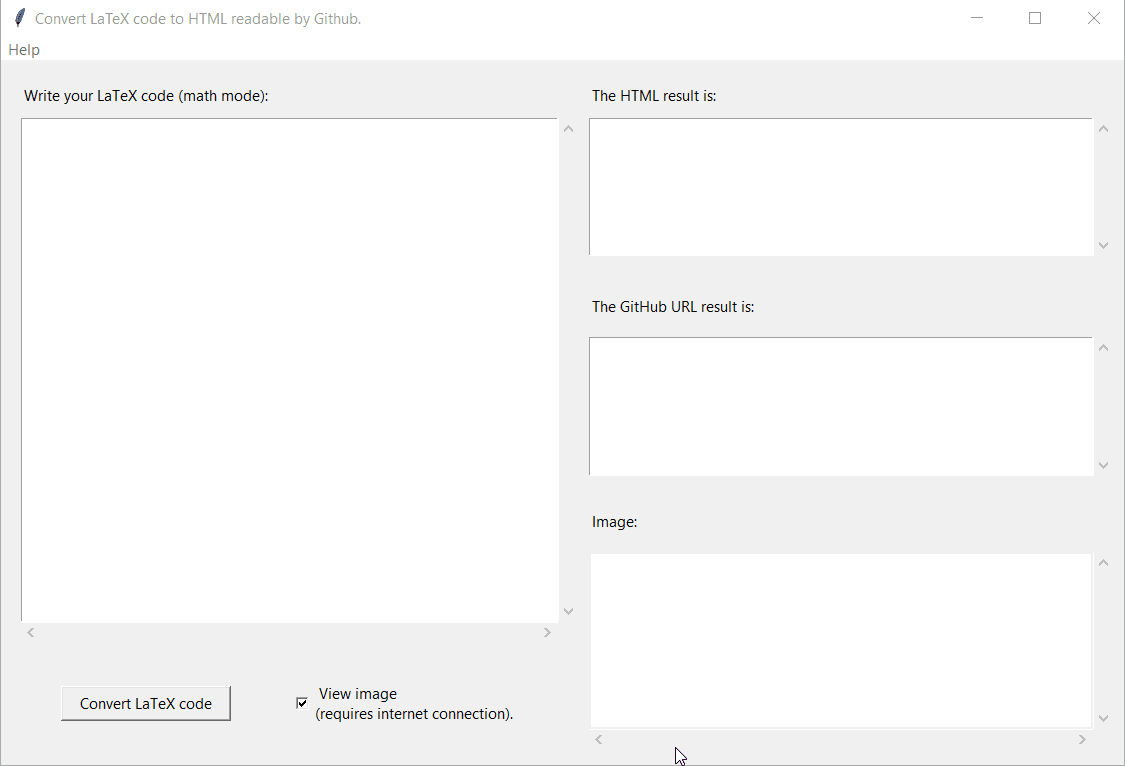 Convert LaTeX code to HTML readable by Github.
Help
Write your LaTeX code (math mode):
The HTML result is:
The GitHub URL result is:
Image:
Convert LaTeX code
View image
(requires internet connection).